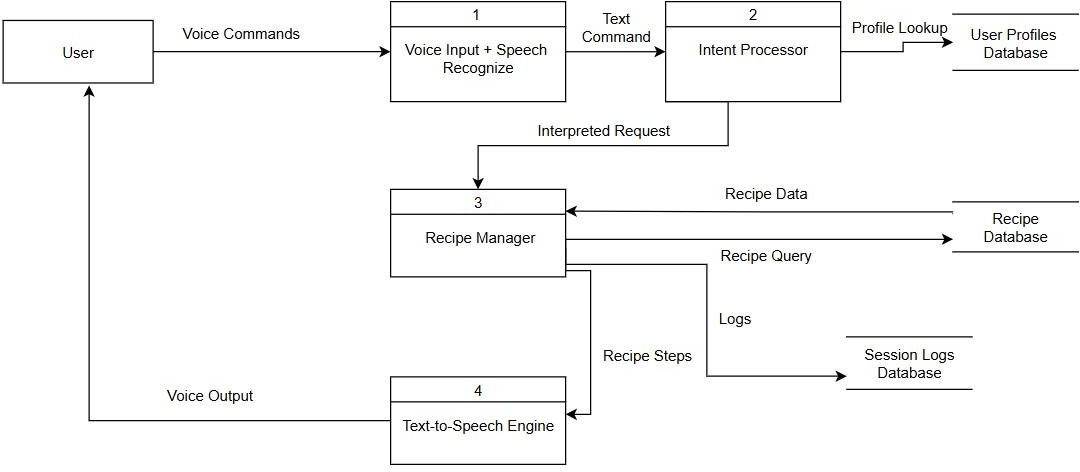 User
Voice Commands
1
Voice Input + Speech
Recognize
Text
Command
2
Intent Processor
Profile Lookup
User Profiles
Database
Interpreted Request
3
Recipe Manager
Recipe Data
Recipe Query
Recipe
Database
Logs
Session Logs
Database
Recipe Steps
4
Text-to-Speech Engine
Voice Output